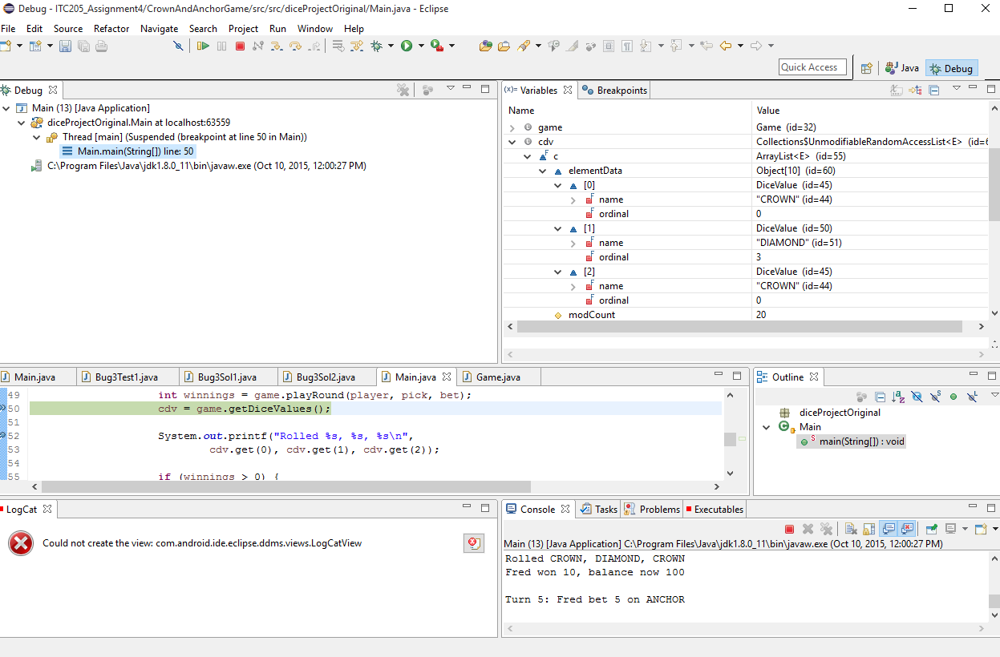 Debug - ITC205_Assignment4/CrownAndAnchorGame/src/src/diceProjectOriginal/Main.java - Eclipse
File Edit Source Refactor Navigate Search Project Run Window Help
Quick Access Java Debug
Debug
Main (13) [Java Application]
diceProjectOriginal.Main at localhost:63559
Thread [main] (Suspended (breakpoint at line 50 in Main))
Main.main(String[]) line: 50
C:\Program Files\Java\jdk1.8.0_11\bin\javaw.exe (Oct 10, 2015, 12:00:27 PM)
(x)= Variables Breakpoints
Name Value
game Game (id=32)
cdv Collections$UnmodifiableRandomAccessList<E> (id=
c ArrayList<E> (id=55)
elementData Object[10] (id=60)
[0] DiceValue (id=45)
name "CROWN" (id=44)
ordinal 0
[1] DiceValue (id=50)
name "DIAMOND" (id=51)
ordinal 3
[2] DiceValue (id=45)
name "CROWN" (id=44)
ordinal 0
modCount 20
Main.java Bug3Test1.java Bug3Sol1.java Bug3Sol2.java Main.java Game.java
49 int winnings = game.playRound(player, pick, bet);
50 cdv = game.getDiceValues();
51
52 System.out.printf("Rolled %s, %s, %s\n",
53 cdv.get(0), cdv.get(1), cdv.get(2));
54
55 if (winnings > 0) {
Outline
diceProjectOriginal
Main
main(String[]) : void
LogCat
Could not create the view: com.android.ide.eclipse.ddms.views.LogCatView
Console Tasks Problems Executables
Main (13) [Java Application] C:\Program Files\Java\jdk1.8.0_11\bin\javaw.exe (Oct 10, 2015, 12:00:27 PM)
Rolled CROWN, DIAMOND, CROWN
Fred won 10, balance now 100
Turn 5: Fred bet 5 on ANCHOR